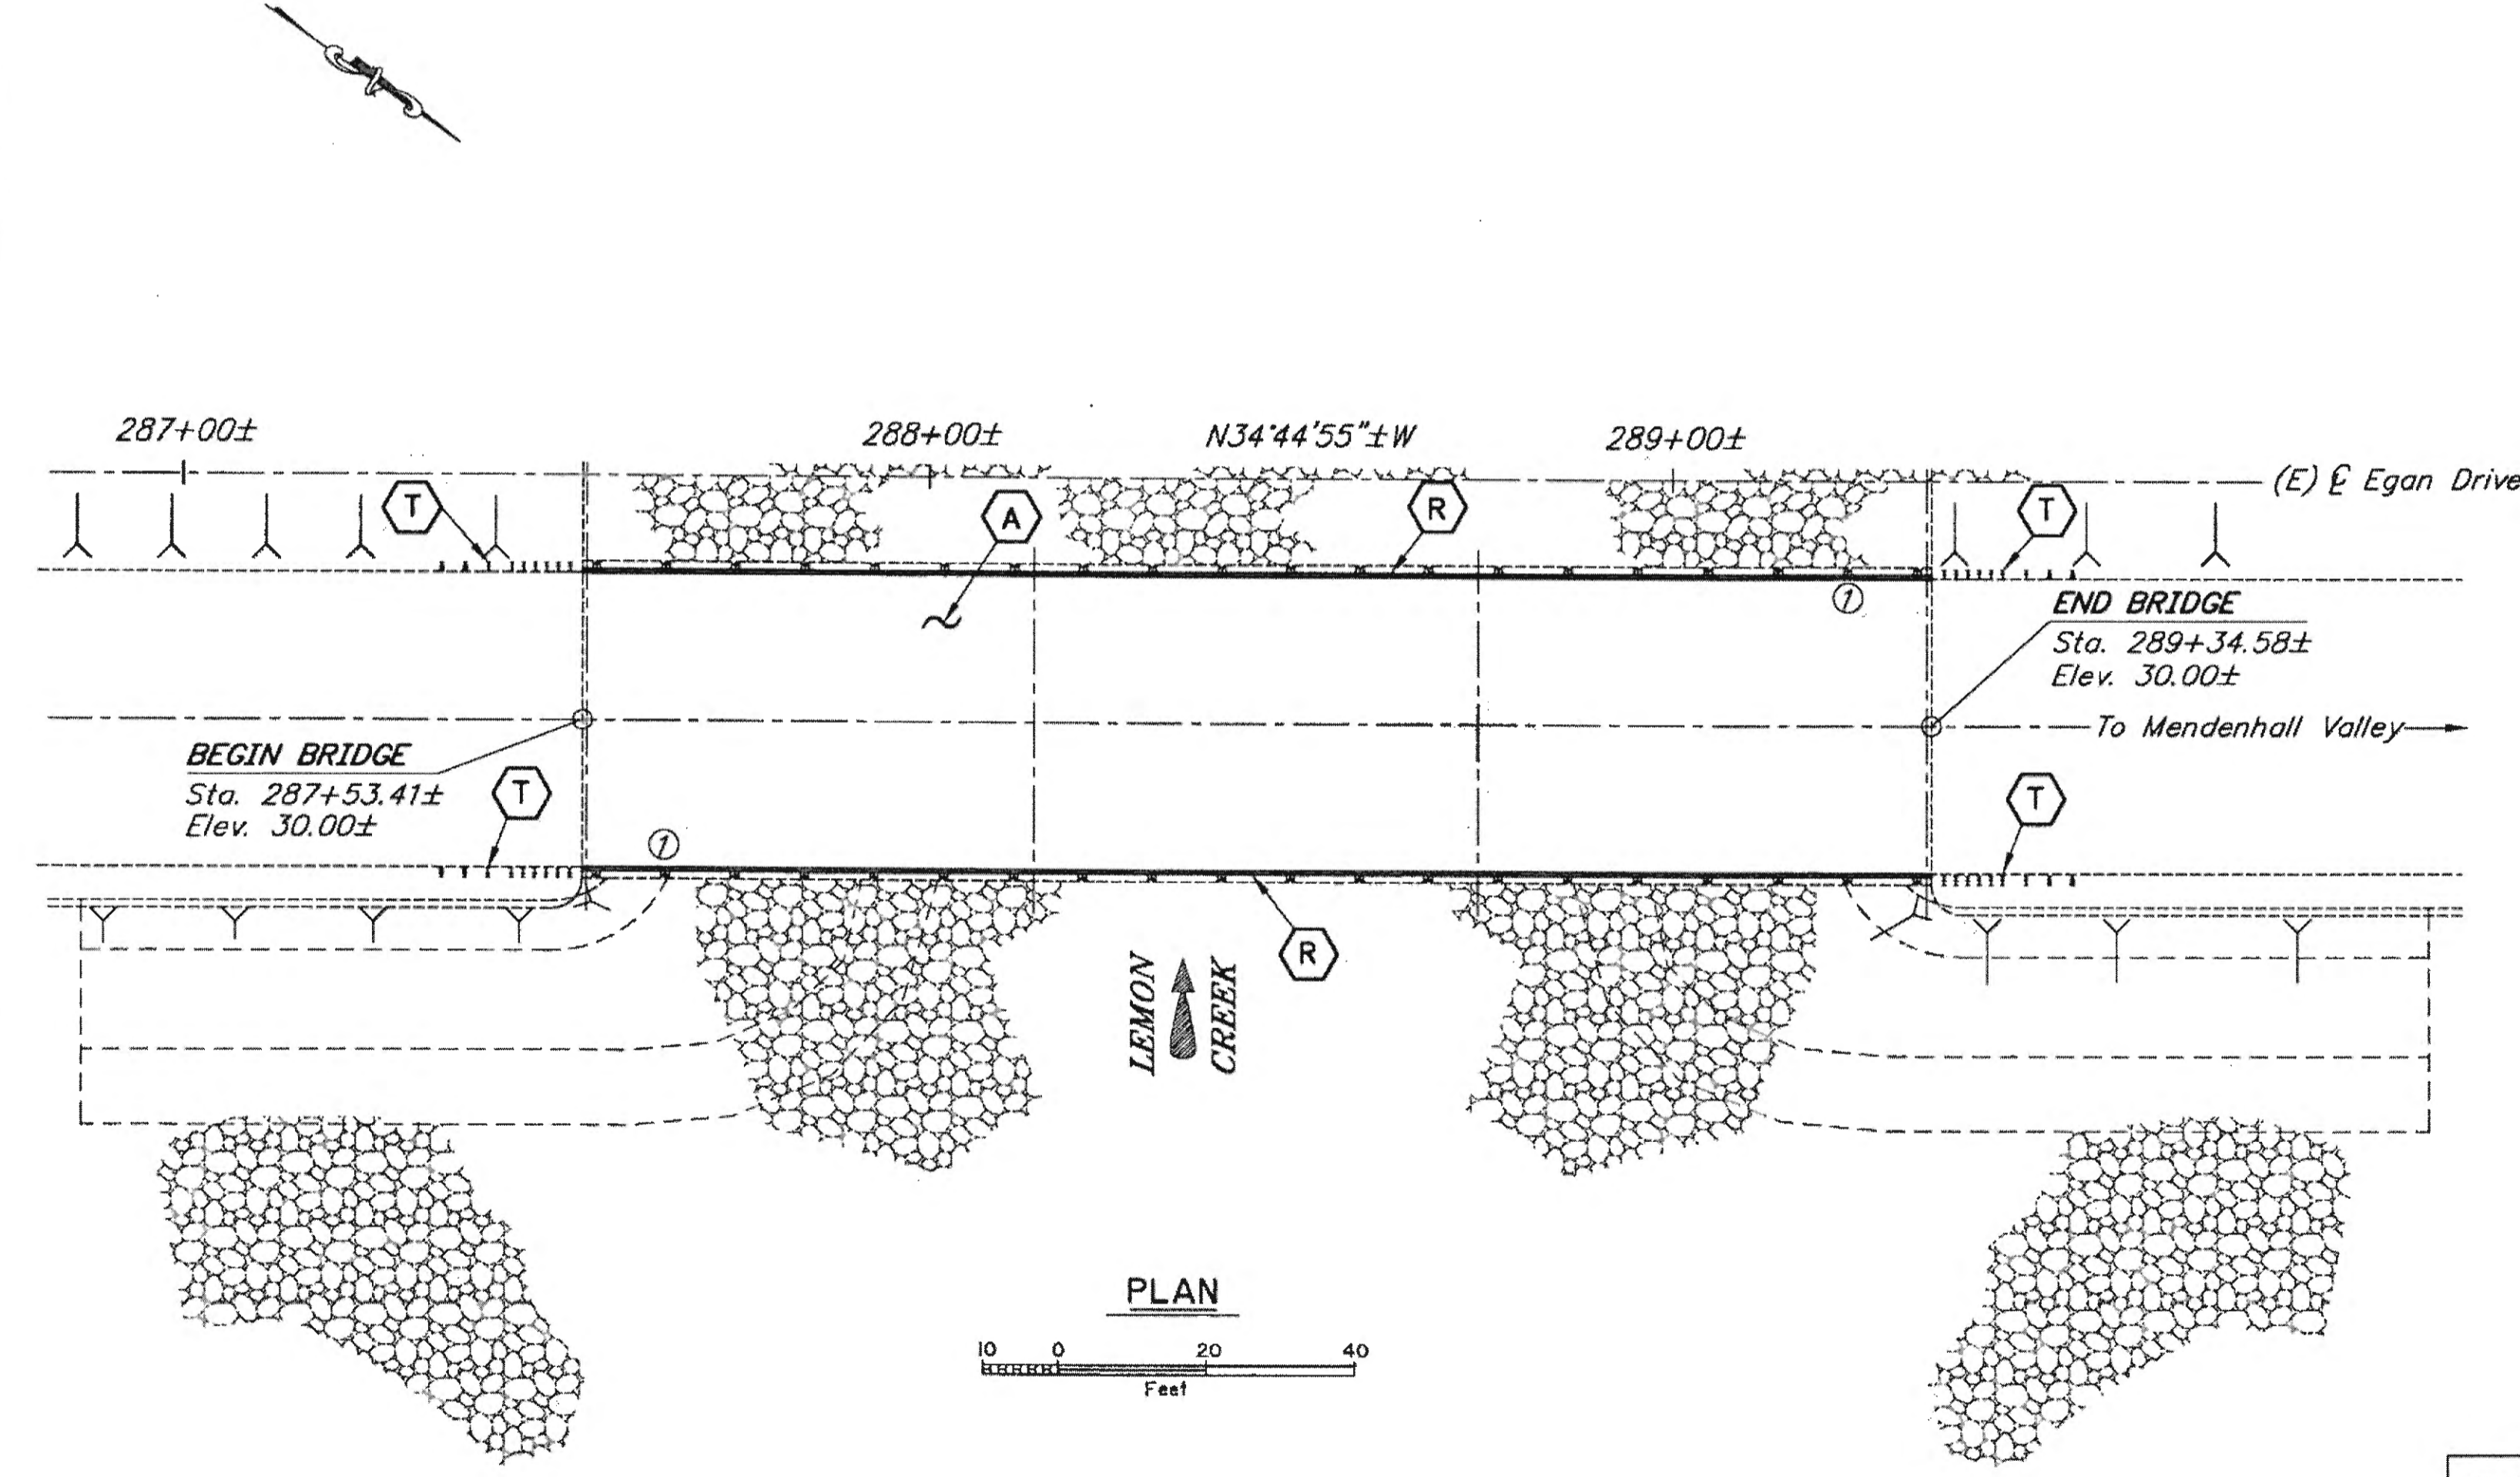 287+00±
288+00±
N34°44'55"±W
289+00±
(E) ℄ Egan Drive
T
A
R
T
1
END BRIDGE
Sta. 289+34.58±
Elev. 30.00±
To Mendenhall Valley
BEGIN BRIDGE
Sta. 287+53.41±
Elev. 30.00±
T
T
1
R
LEMON
CREEK
PLAN
10 0 20 40
Feet